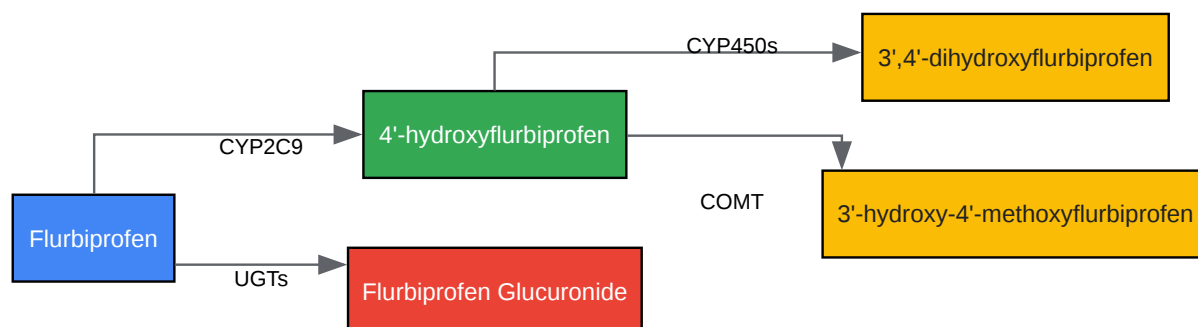 CYP450s
3',4'-dihydroxyflurbiprofen
4'-hydroxyflurbiprofen
CYP2C9
COMT
3'-hydroxy-4'-methoxyflurbiprofen
Flurbiprofen
UGTs
Flurbiprofen Glucuronide